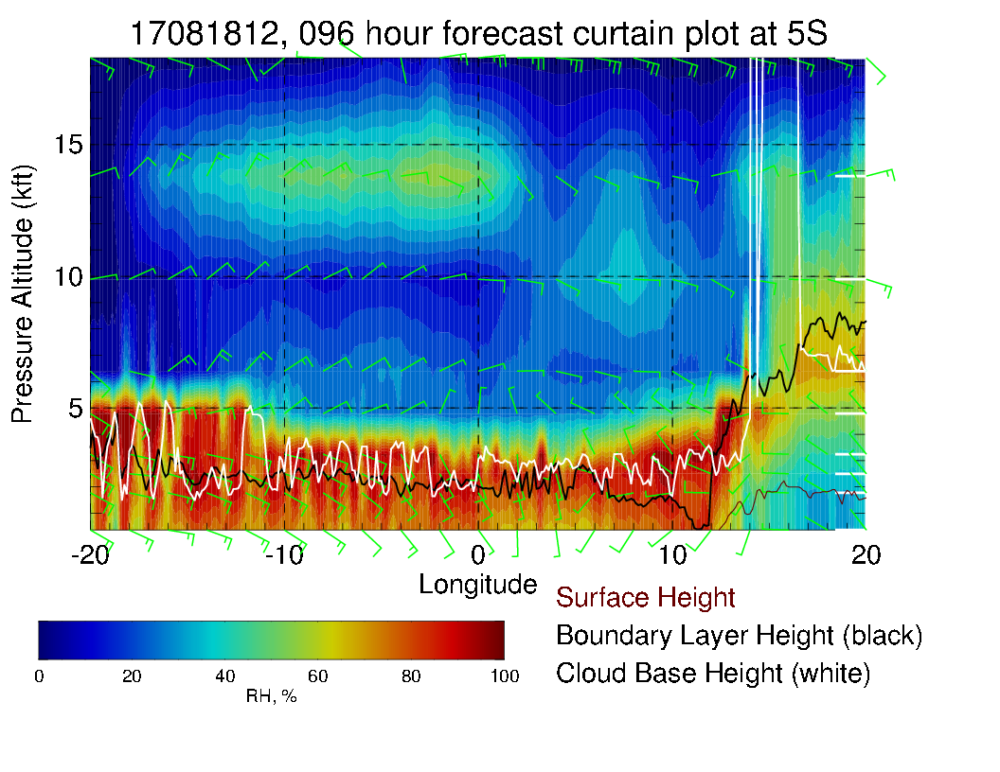 17081812, 096 hour forecast curtain plot at 5S
Pressure Altitude (kft)
15
10
5
-20
-10
0
10
20
Longitude
Surface Height
Boundary Layer Height (black)
Cloud Base Height (white)
0
20
40
60
80
100
RH, %